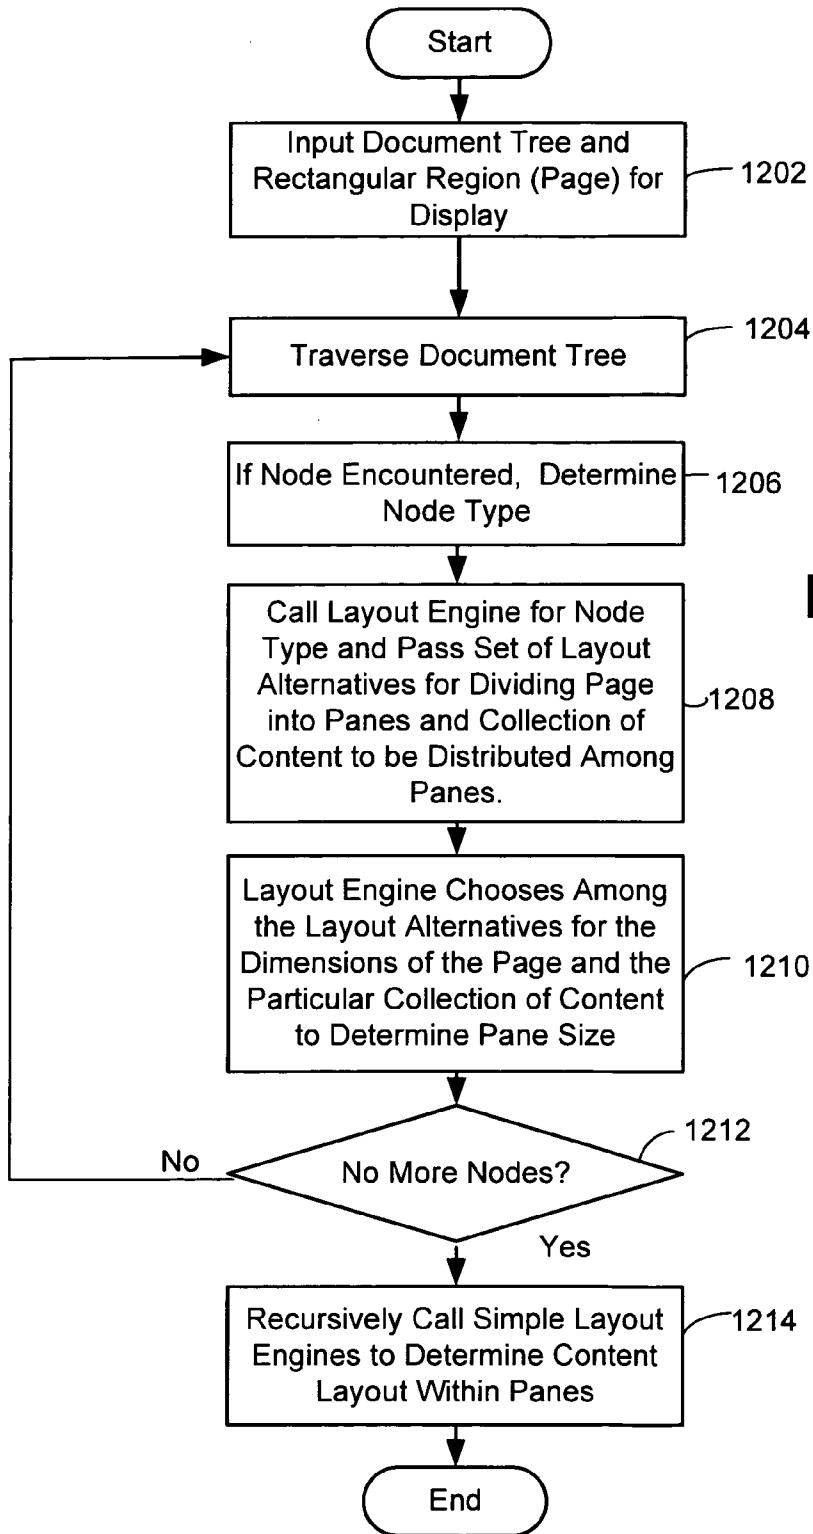 Start
Input Document Tree and
Rectangular Region (Page) for
Display
1202
1204
Traverse Document Tree
If Node Encountered, Determine
Node Type
1206
Call Layout Engine for Node
Type and Pass Set of Layout
Alternatives for Dividing Page
into Panes and Collection of
Content to be Distributed Among
Panes.
1208
Layout Engine Chooses Among
the Layout Alternatives for the
Dimensions of the Page and the
Particular Collection of Content
to Determine Pane Size
1210
1212
No
No More Nodes?
Yes
Recursively Call Simple Layout
Engines to Determine Content
Layout Within Panes
1214
End